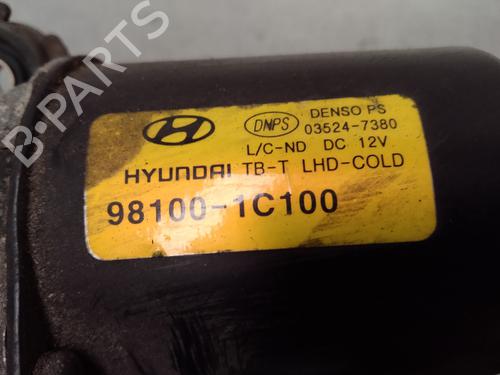 DNPS DENSO PS
03524-7380
L/C-ND DC 12V
HYUNDAI TB-T LHD-COLD
98100-1C100
B-PARTS